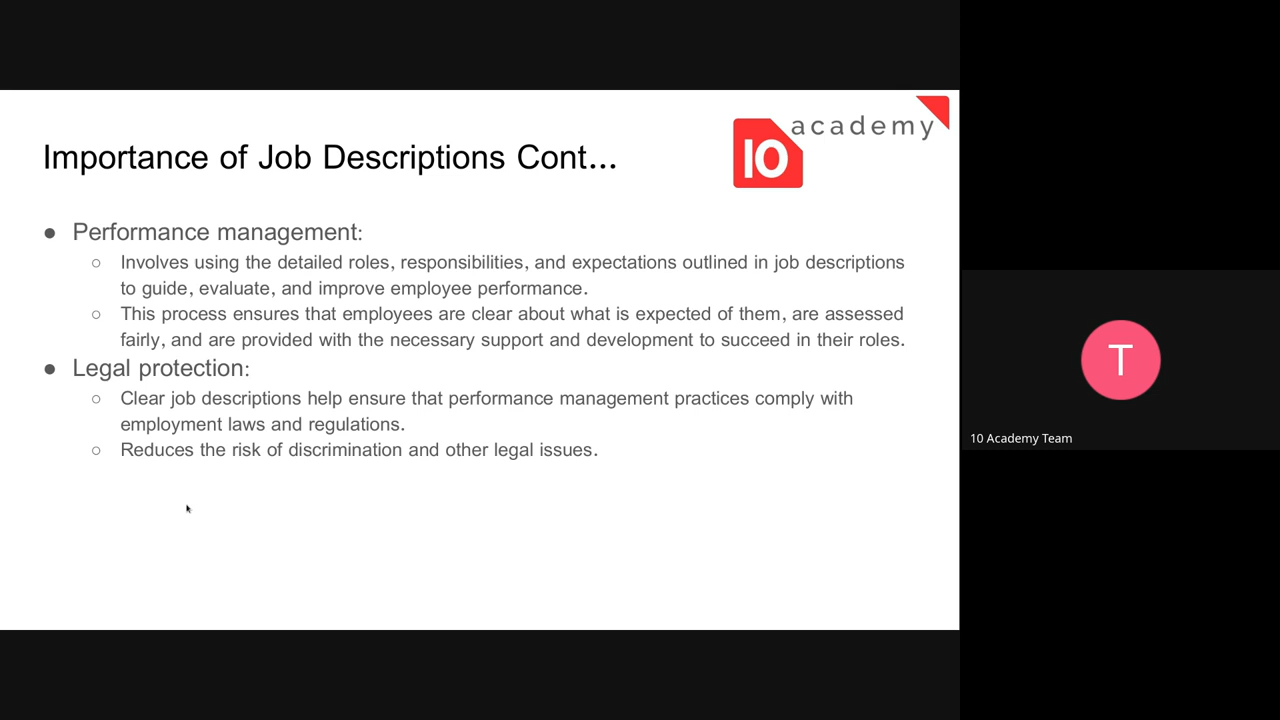 academy
10
Importance of Job Descriptions Cont...
● Performance management:
○ Involves using the detailed roles, responsibilities, and expectations outlined in job descriptions
to guide, evaluate, and improve employee performance.
○ This process ensures that employees are clear about what is expected of them, are assessed
fairly, and are provided with the necessary support and development to succeed in their roles.
● Legal protection:
○ Clear job descriptions help ensure that performance management practices comply with
employment laws and regulations.
○ Reduces the risk of discrimination and other legal issues.
T
10 Academy Team